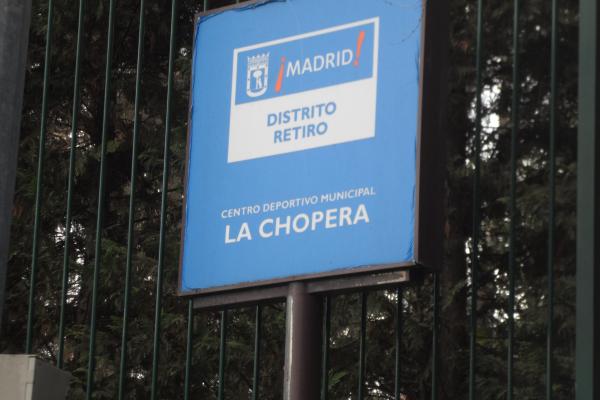 ¡MADRID!
DISTRITO
RETIRO
CENTRO DEPORTIVO MUNICIPAL
LA CHOPERA